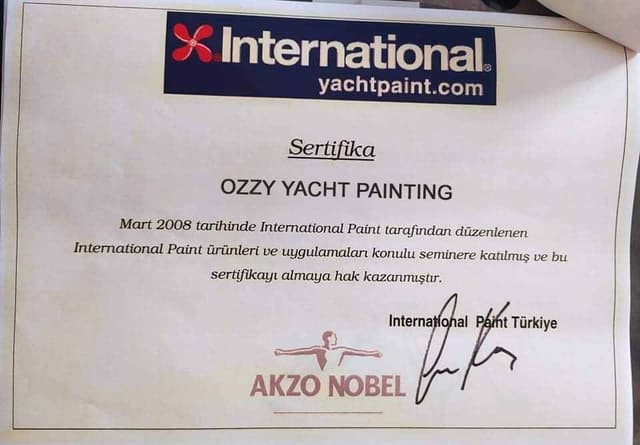 International®
yachtpaint.com
Sertifika
OZZY YACHT PAINTING
Mart 2008 tarihinde International Paint tarafından düzenlenen
International Paint ürünleri ve uygulamaları konulu seminere katılmış ve bu
sertifikayı almaya hak kazanmıştır.
International Paint Türkiye
AKZO NOBEL